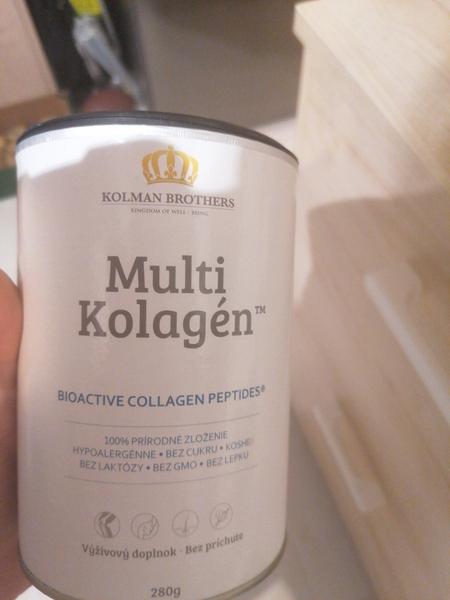 KOLMAN BROTHERS
KINGDOM OF WELL - BEING
Multi
Kolagén™
BIOACTIVE COLLAGEN PEPTIDES®
100% PRÍRODNÉ ZLOŽENIE
HYPOALERGÉNNE • BEZ CUKRU • KOSHER
BEZ LAKTÓZY • BEZ GMO • BEZ LEPKU
Výživový doplnok · Bez príchute
280g